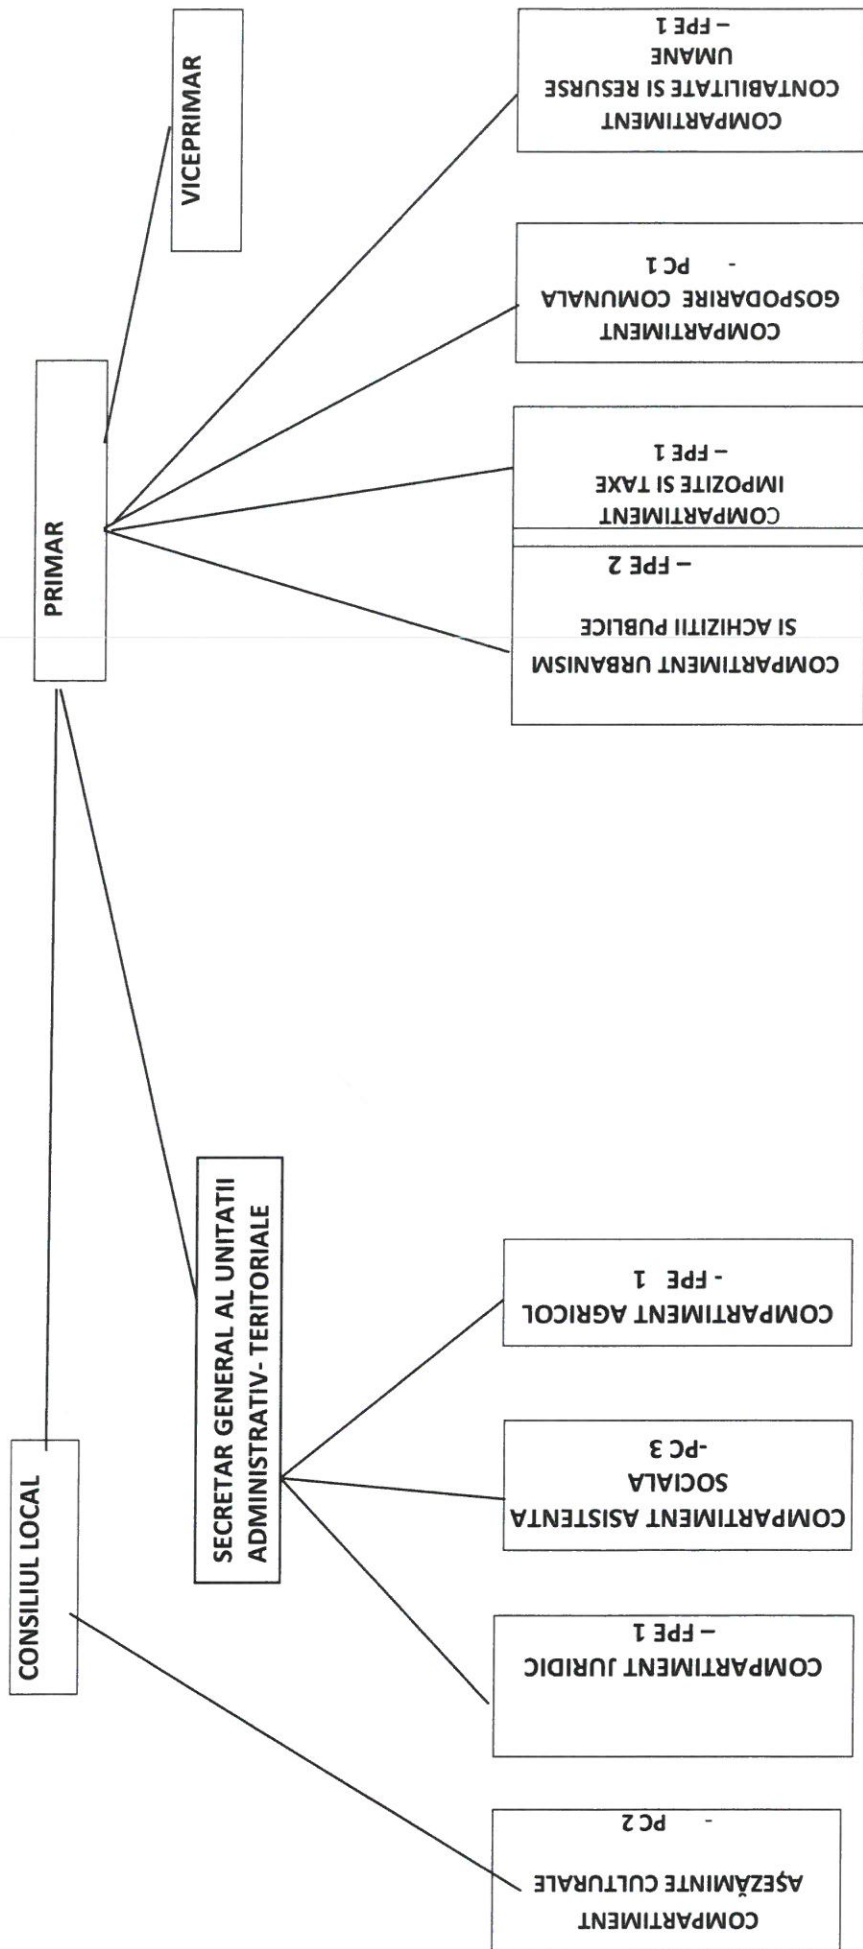 CONSILIUL LOCAL
PRIMAR
VICEPRIMAR
SECRETAR GENERAL AL UNITATII
ADMINISTRATIV- TERITORIALE
COMPARTIMENT
AȘEZĂMINTE CULTURALE
- PC 2
COMPARTIMENT JURIDIC
– FPE 1
COMPARTIMENT ASISTENTA
SOCIALA
-PC 3
COMPARTIMENT AGRICOL
- FPE 1
COMPARTIMENT URBANISM
SI ACHIZITII PUBLICE
– FPE 2
COMPARTIMENT
IMPOZITE SI TAXE
– FPE 1
COMPARTIMENT
GOSPODARIRE COMUNALA
- PC 1
COMPARTIMENT
CONTABILITATE SI RESURSE
UMANE
– FPE 1